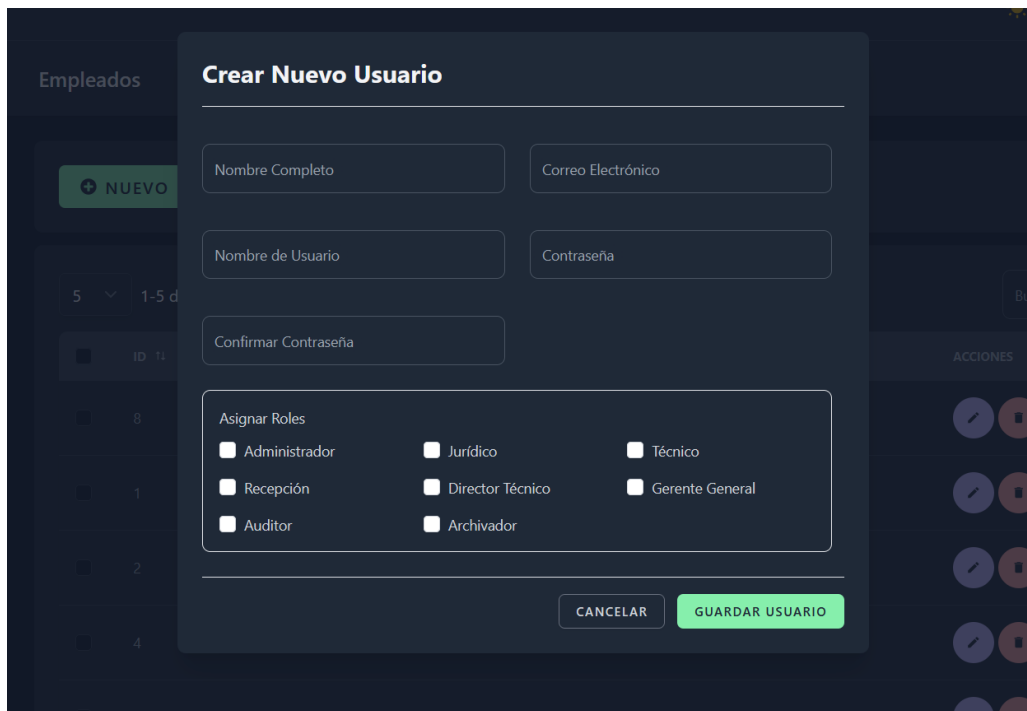 Empleados
Crear Nuevo Usuario
Nombre Completo
Correo Electrónico
NUEVO
Nombre de Usuario
Contraseña
5
1-5 d
Confirmar Contraseña
ID
ACCIONES
Asignar Roles
8
Administrador
Jurídico
Técnico
Recepción
Director Técnico
Gerente General
1
Auditor
Archivador
2
CANCELAR
GUARDAR USUARIO
4